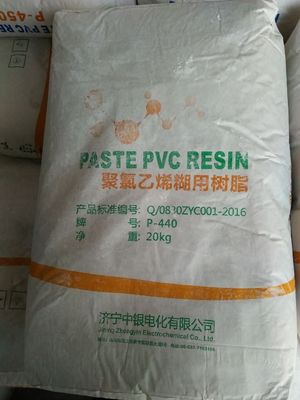 PASTE PVC RESIN
聚氯乙烯糊用树脂
产品标准编号: Q/0830ZYC001-2016
牌 号: P-440
净 重: 20kg
济宁中银电化有限公司
Jining Zhongyin Electrochemical Co., Ltd
P-450